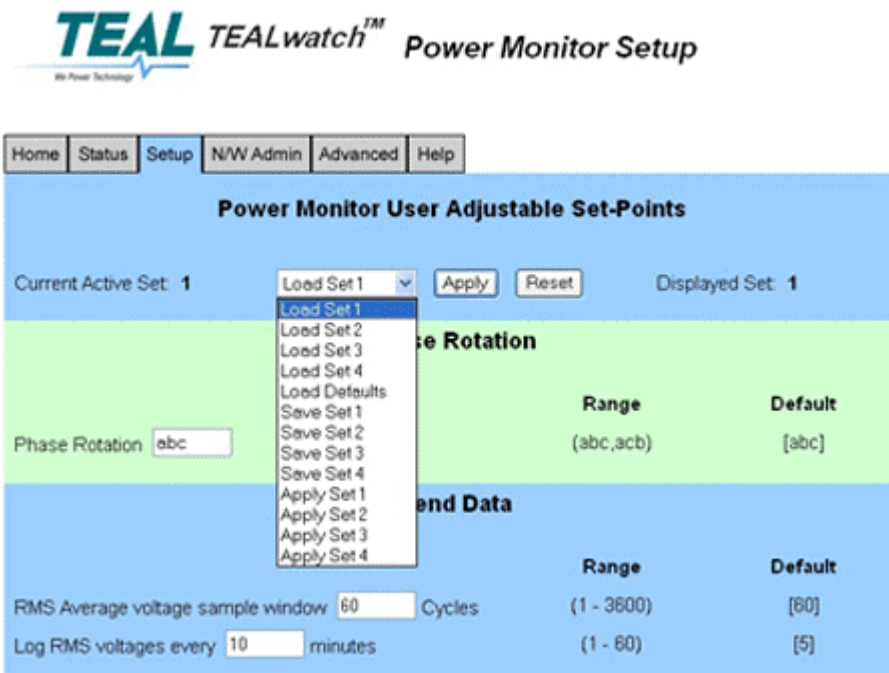 TEAL TEALwatch™ Power Monitor Setup
We Power Technology
Home Status Setup N/W Admin Advanced Help
Power Monitor User Adjustable Set-Points
Current Active Set: 1 Load Set 1 Apply Reset Displayed Set: 1
Load Set 1
Load Set 2
Load Set 3
Load Set 4
Load Defaults
Save Set 1
Save Set 2
Save Set 3
Save Set 4
Apply Set 1
Apply Set 2
Apply Set 3
Apply Set 4
se Rotation
Range Default
Phase Rotation abc (abc,acb) [abc]
end Data
Range Default
RMS Average voltage sample window 60 Cycles (1 - 3600) [60]
Log RMS voltages every 10 minutes (1 - 60) [5]